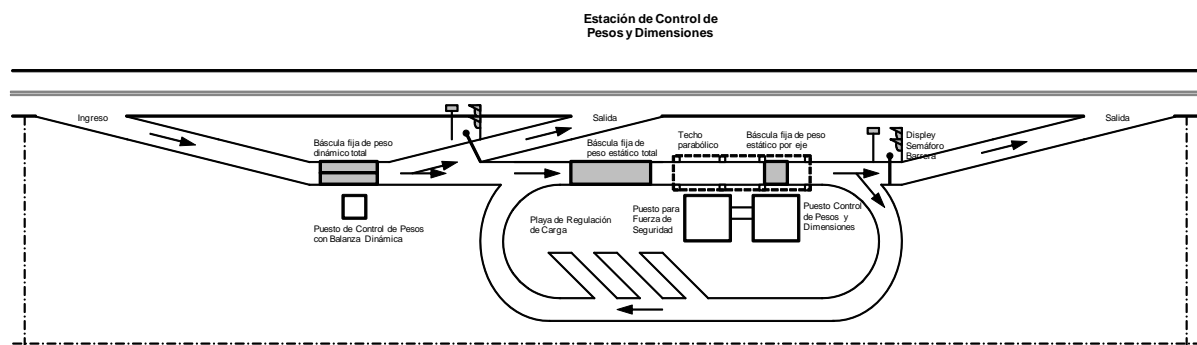 Estación de Control de
Pesos y Dimensiones
Ingreso
Salida
Salida
Báscula fija de peso
dinámico total
Báscula fija de
peso estático total
Techo
parabólico
Báscula fija de peso
estático por eje
Displey
Semáforo
Barrera
Puesto de Control de Pesos
con Balanza Dinámica
Playa de Regulación
de Carga
Puesto para
Fuerza de
Seguridad
Puesto Control
de Pesos y
Dimensiones